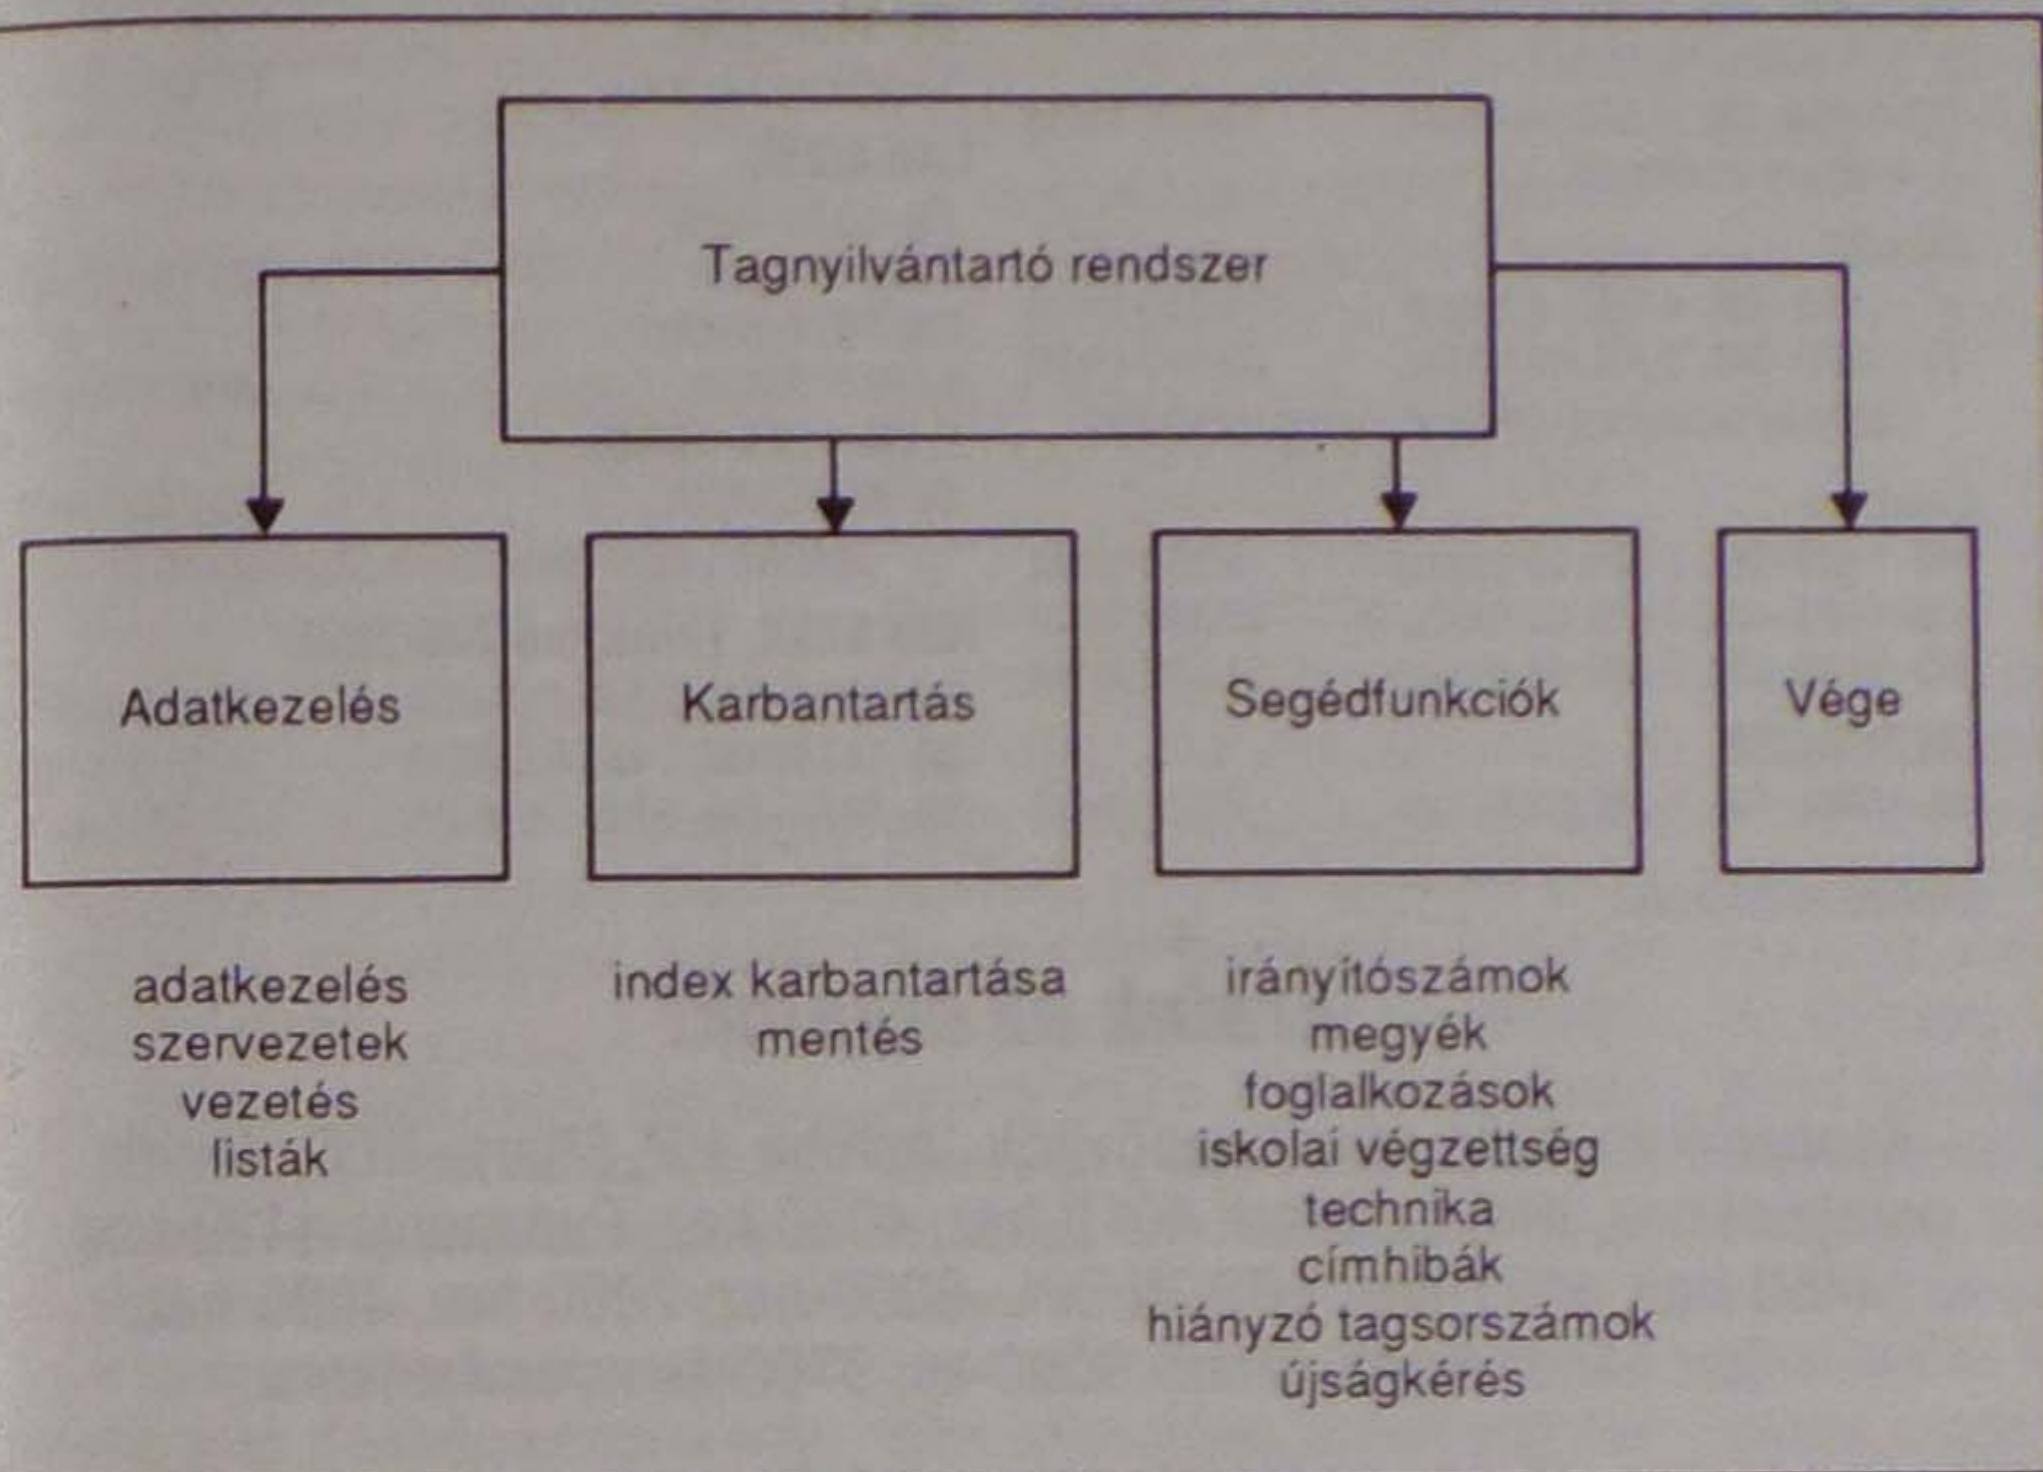 Tagnyilvántartó rendszer
Adatkezelés
Karbantartás
Segédfunkciók
Vége
adatkezelés
szervezetek
vezetés
listák
index karbantartása
mentés
irányítószámok
megyék
foglalkozások
iskolai végzettség
technika
címhibák
hiányzó tagsorszámok
újságkérés